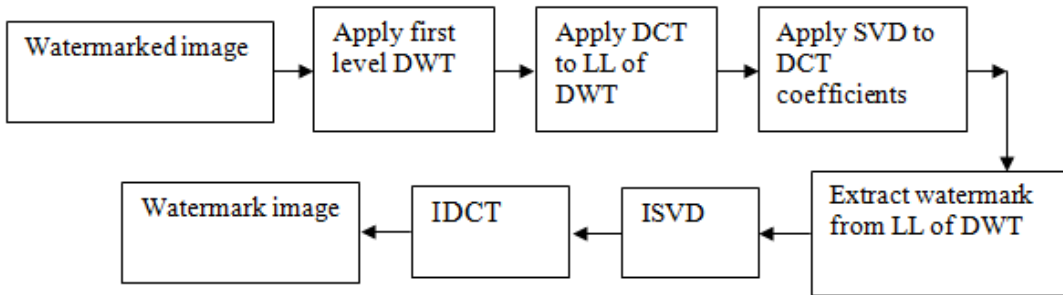 Watermarked image
Apply first
level DWT
Apply DCT
to LL of
DWT
Apply SVD to
DCT
coefficients
Extract watermark
from LL of DWT
ISVD
IDCT
Watermark image